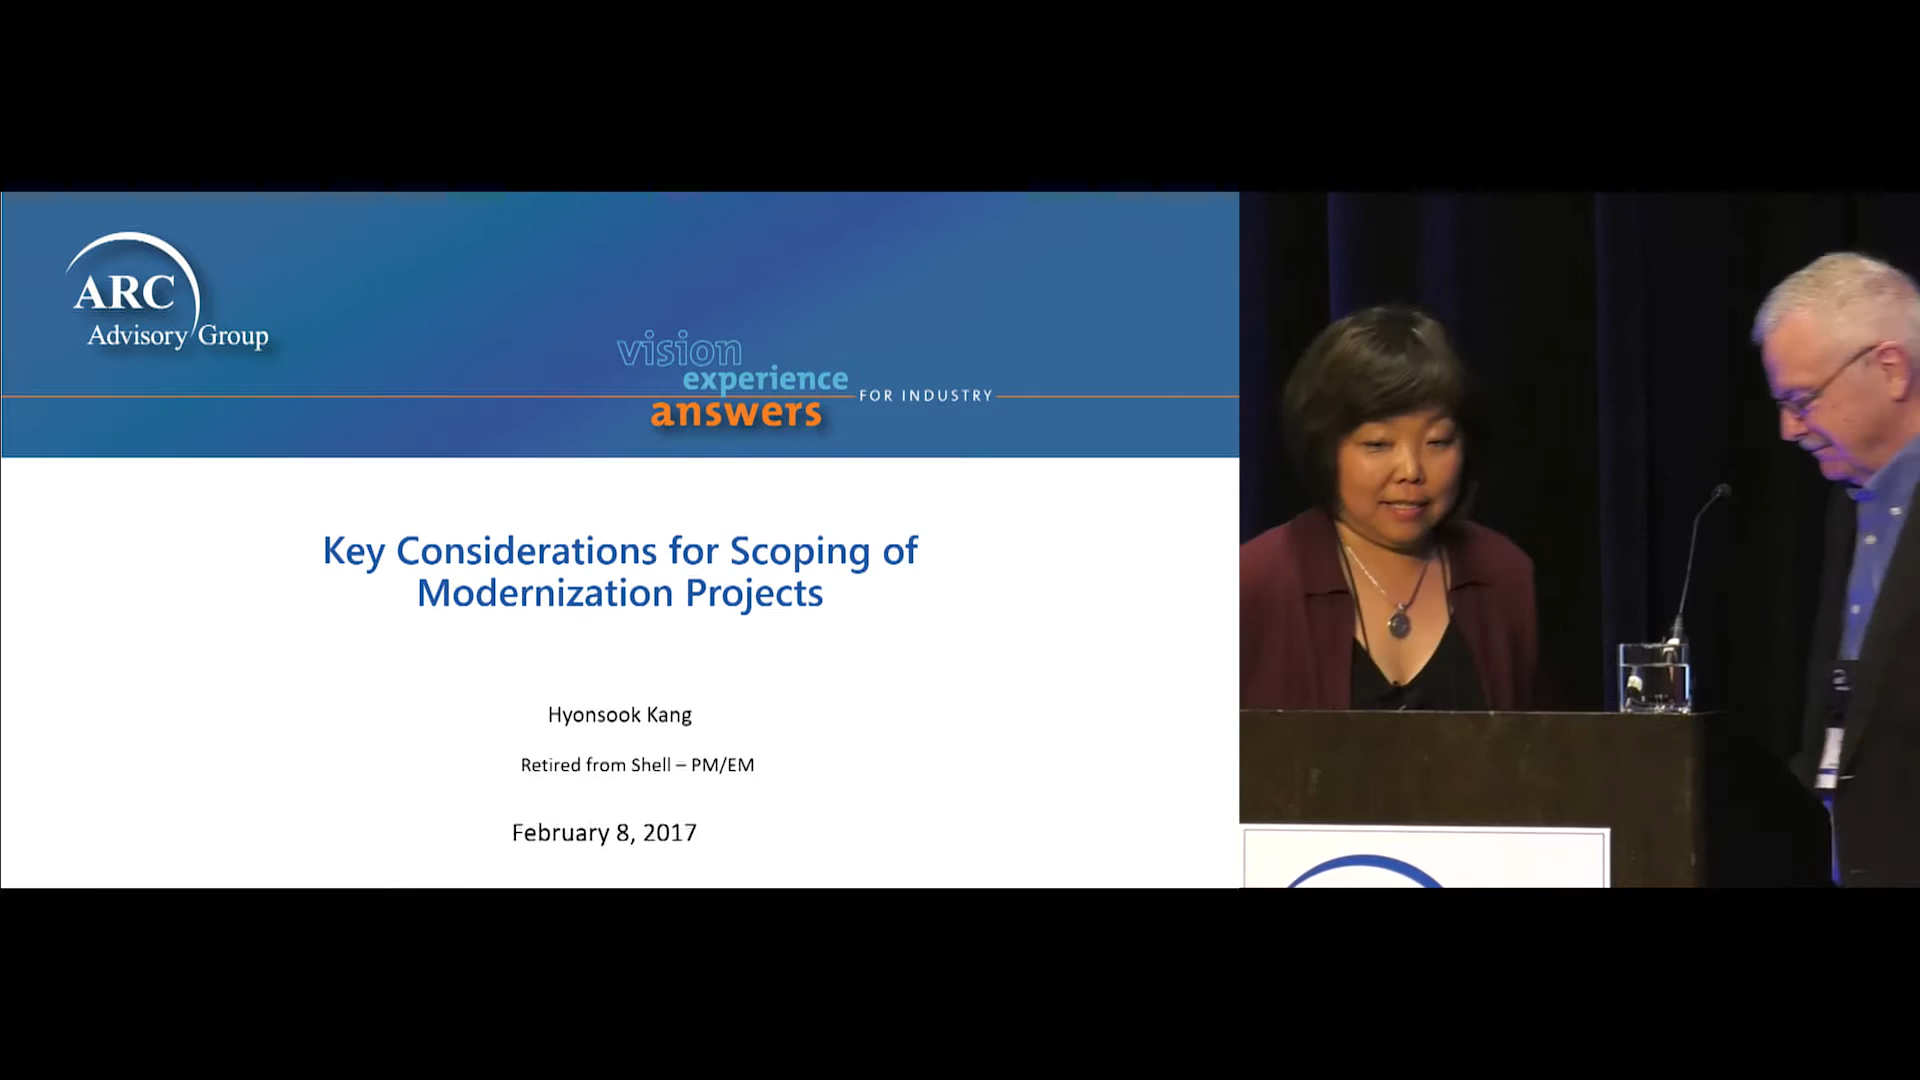 ARC
Advisory Group
vision
experience
answers
FOR INDUSTRY
Key Considerations for Scoping of
Modernization Projects
Hyonsook Kang
Retired from Shell – PM/EM
February 8, 2017